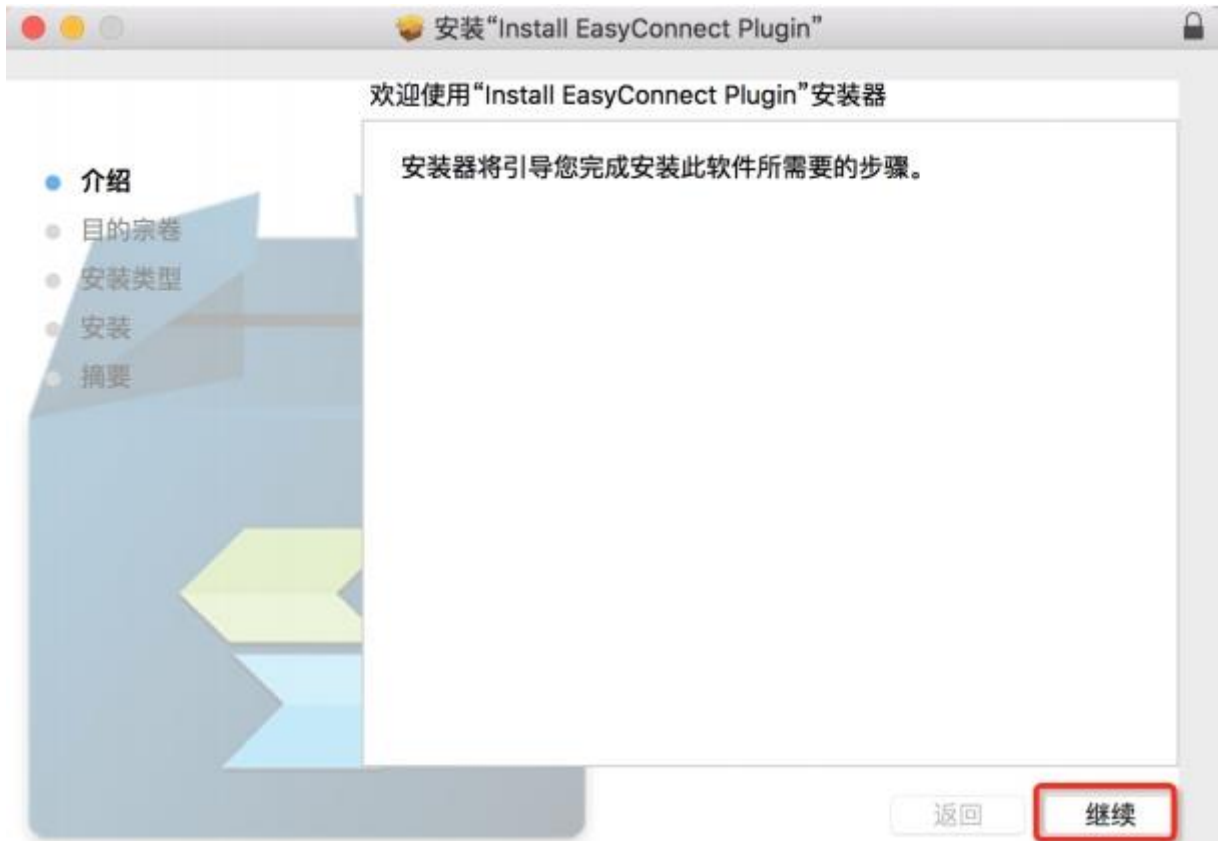 安装“Install EasyConnect Plugin”
欢迎使用“Install EasyConnect Plugin”安装器
安装器将引导您完成安装此软件所需要的步骤。
介绍
目的宗卷
安装类型
安装
摘要
返回
继续